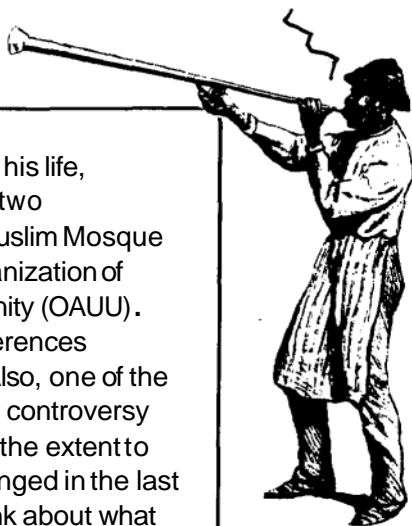 his life,
two
uslim Mosque
anization of
nity (OAUU).
erences
Also, one of the
controversy
the extent to
nged in the last
nk about what